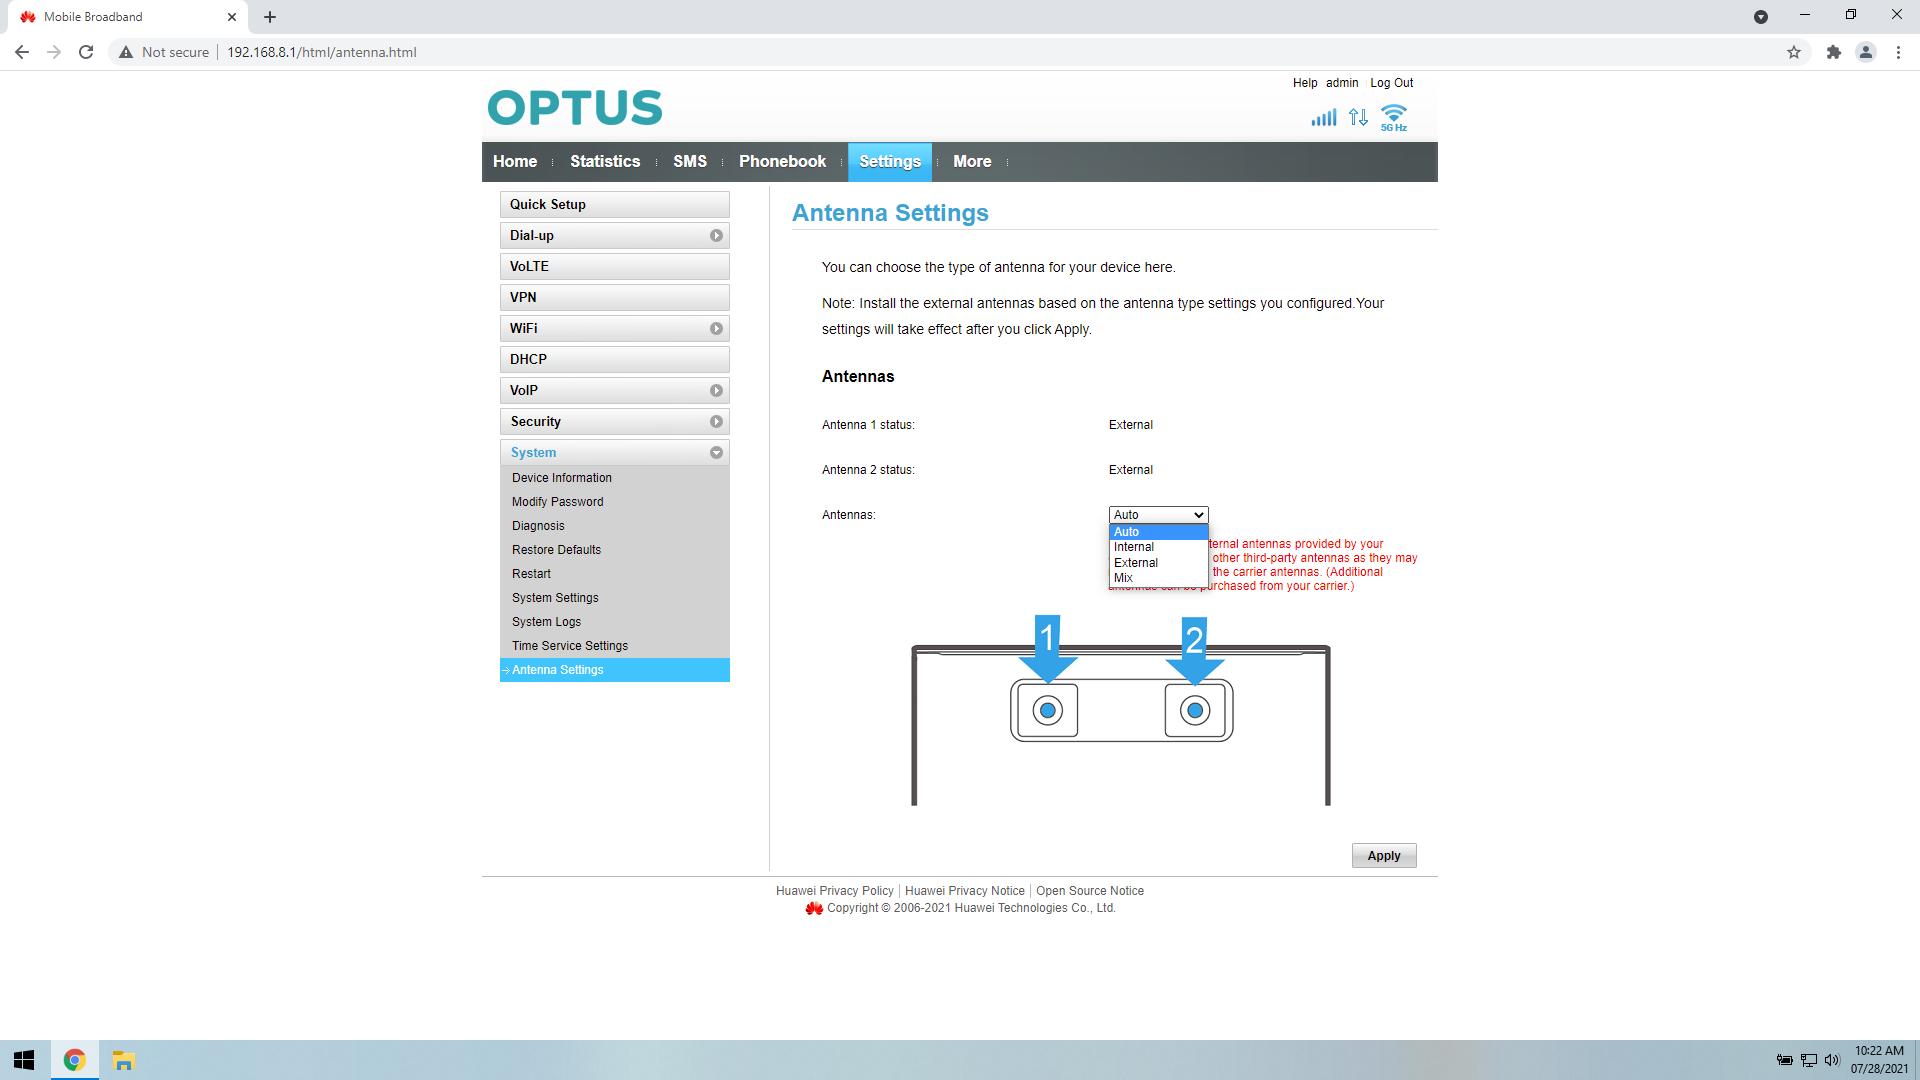 Mobile Broadband
Not secure 192.168.8.1/html/antenna.html
Help admin Log Out
OPTUS
5G Hz
Home Statistics SMS Phonebook Settings More
Quick Setup
Dial-up
VoLTE
VPN
WiFi
DHCP
VoIP
Security
System
Device Information
Modify Password
Diagnosis
Restore Defaults
Restart
System Settings
System Logs
Time Service Settings
Antenna Settings
Antenna Settings
You can choose the type of antenna for your device here.
Note: Install the external antennas based on the antenna type settings you configured.Your
settings will take effect after you click Apply.
Antennas
Antenna 1 status: External
Antenna 2 status: External
Antennas: Auto
Auto
Internal
External
Mix
antennas provided by your
other third-party antennas as they may
the carrier antennas. (Additional
from your carrier.)
1 2
Apply
Huawei Privacy Policy Huawei Privacy Notice Open Source Notice
Copyright © 2006-2021 Huawei Technologies Co., Ltd.
10:22 AM
07/28/2021